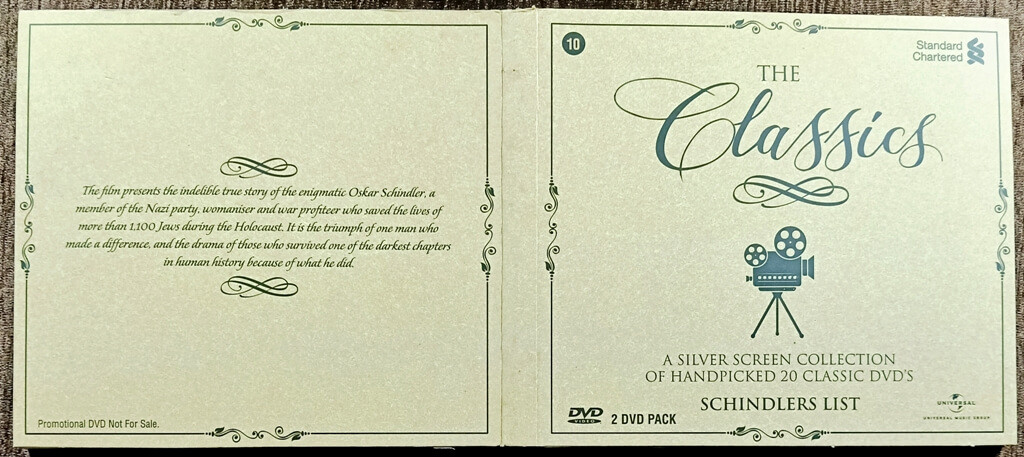 The film presents the indelible true story of the enigmatic Oskar Schindler, a
member of the Nazi party, womaniser and war profiteer who saved the lives of
more than 1,100 Jews during the Holocaust. It is the triumph of one man who
made a difference, and the drama of those who survived one of the darkest chapters
in human history because of what he did.
Promotional DVD Not For Sale.
10
Standard
Chartered
THE
Classics
A SILVER SCREEN COLLECTION
OF HANDPICKED 20 CLASSIC DVD'S
SCHINDLERS LIST
DVD
VIDEO
2 DVD PACK
UNIVERSAL
UNIVERSAL MUSIC GROUP